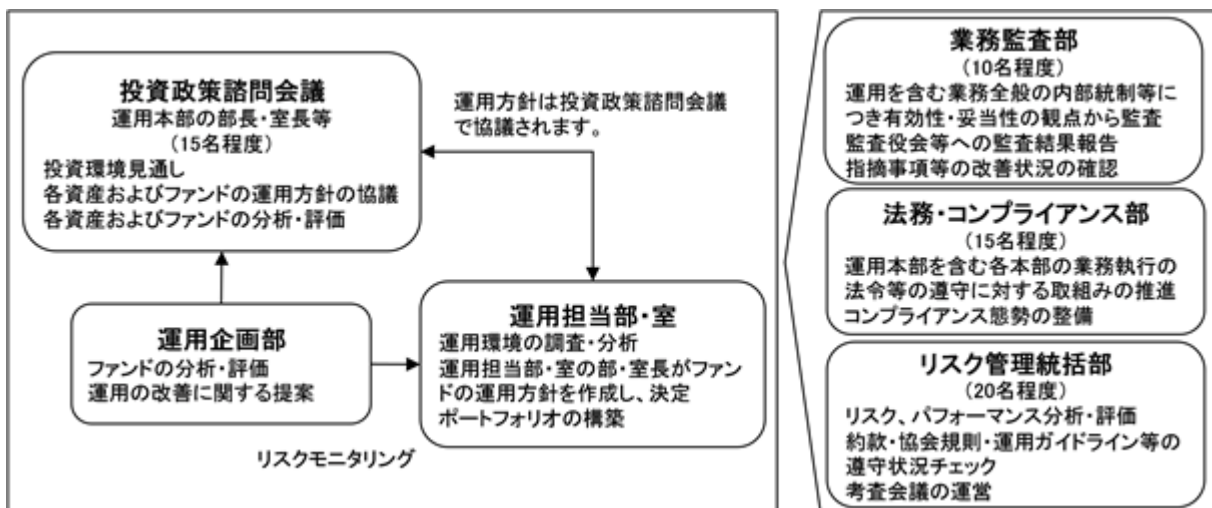 投資政策諮問会議
運用本部の部長・室長等
(15名程度)
投資環境見通し
各資産およびファンドの運用方針の協議
各資産およびファンドの分析・評価
運用方針は投資政策諮問会議
で協議されます。
運用企画部
ファンドの分析・評価
運用の改善に関する提案
運用担当部・室
運用環境の調査・分析
運用担当部・室の部・室長がファン
ドの運用方針を作成し、決定
ポートフォリオの構築
リスクモニタリング
業務監査部
(10名程度)
運用を含む業務全般の内部統制等に
つき有効性・妥当性の観点から監査
監査役会等への監査結果報告
指摘事項等の改善状況の確認
法務・コンプライアンス部
(15名程度)
運用本部を含む各本部の業務執行の
法令等の遵守に対する取組みの推進
コンプライアンス態勢の整備
リスク管理統括部
(20名程度)
リスク、パフォーマンス分析・評価
約款・協会規則・運用ガイドライン等の
遵守状況チェック
考査会議の運営